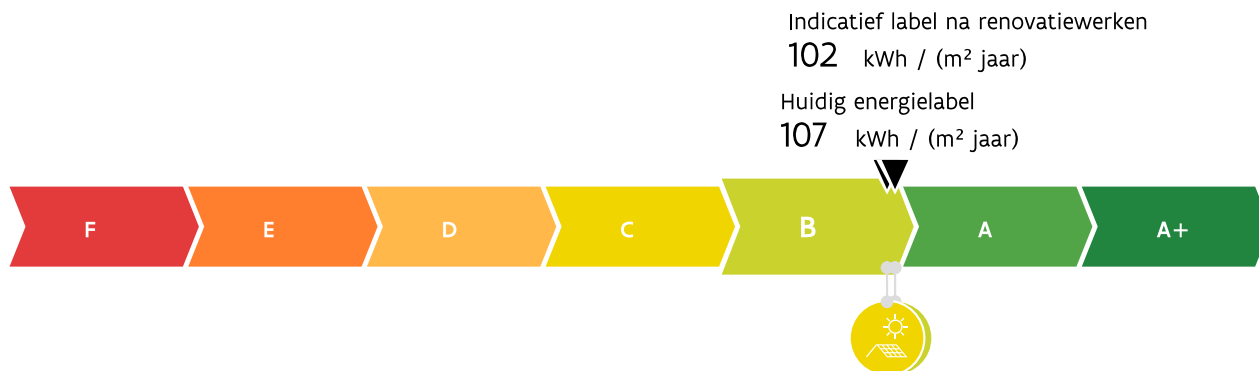 Indicatief label na renovatiewerken
102 kWh / (m² jaar)
Huidig energielabel
107 kWh / (m² jaar)
F E D C B A A+